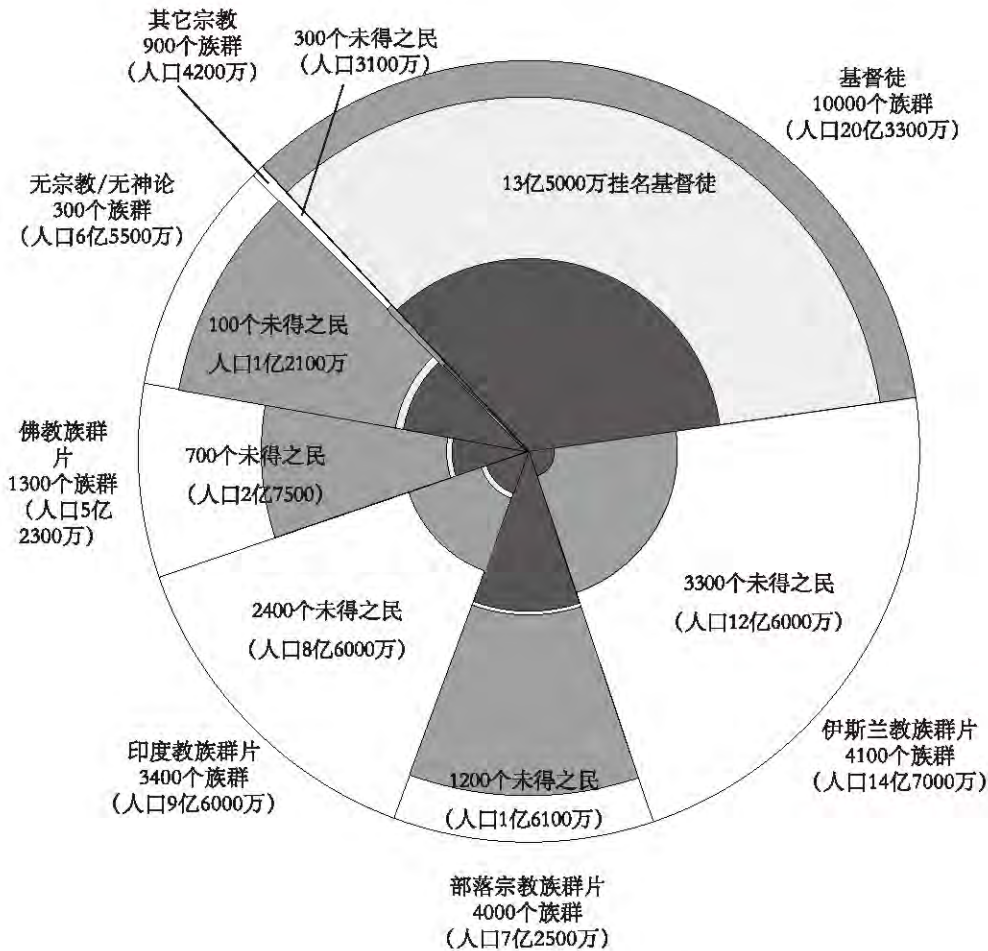 其它宗教
900个族群
（人口4200万）
300个未得之民
（人口3100万）
基督徒
10000个族群
（人口20亿3300万）
13亿5000万挂名基督徒
无宗教/无神论
300个族群
（人口6亿5500万）
100个未得之民
人口1亿2100万
佛教族群
片
1300个族群
（人口5亿
2300万）
700个未得之民
（人口2亿7500）
2400个未得之民
（人口8亿6000万）
3300个未得之民
（人口12亿6000万）
印度教族群片
3400个族群
（人口9亿6000万）
伊斯兰教族群片
4100个族群
（人口14亿7000万）
1200个未得之民
（人口1亿6100万）
部落宗教族群片
4000个族群
（人口7亿2500万）